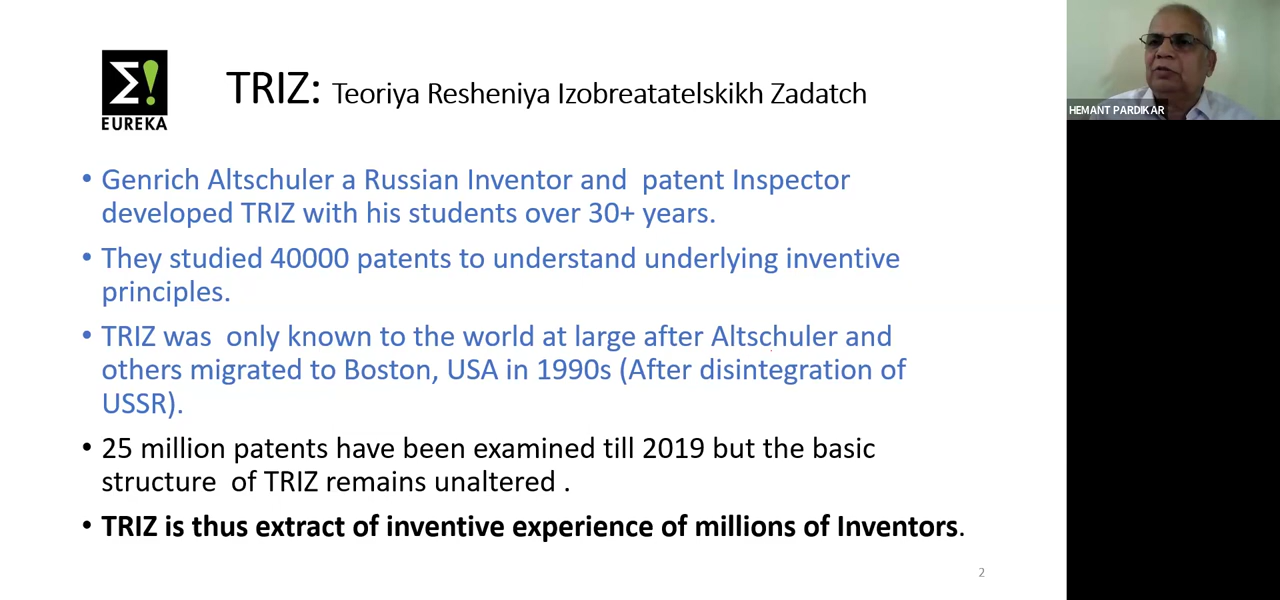 Σ!
EUREKA
TRIZ: Teoriya Resheniya Izobreatatelskikh Zadatch
HEMANT PARDIKAR
• Genrich Altschuler a Russian Inventor and patent Inspector
developed TRIZ with his students over 30+ years.
• They studied 40000 patents to understand underlying inventive
principles.
• TRIZ was only known to the world at large after Altschuler and
others migrated to Boston, USA in 1990s (After disintegration of
USSR).
• 25 million patents have been examined till 2019 but the basic
structure of TRIZ remains unaltered .
• TRIZ is thus extract of inventive experience of millions of Inventors.
2